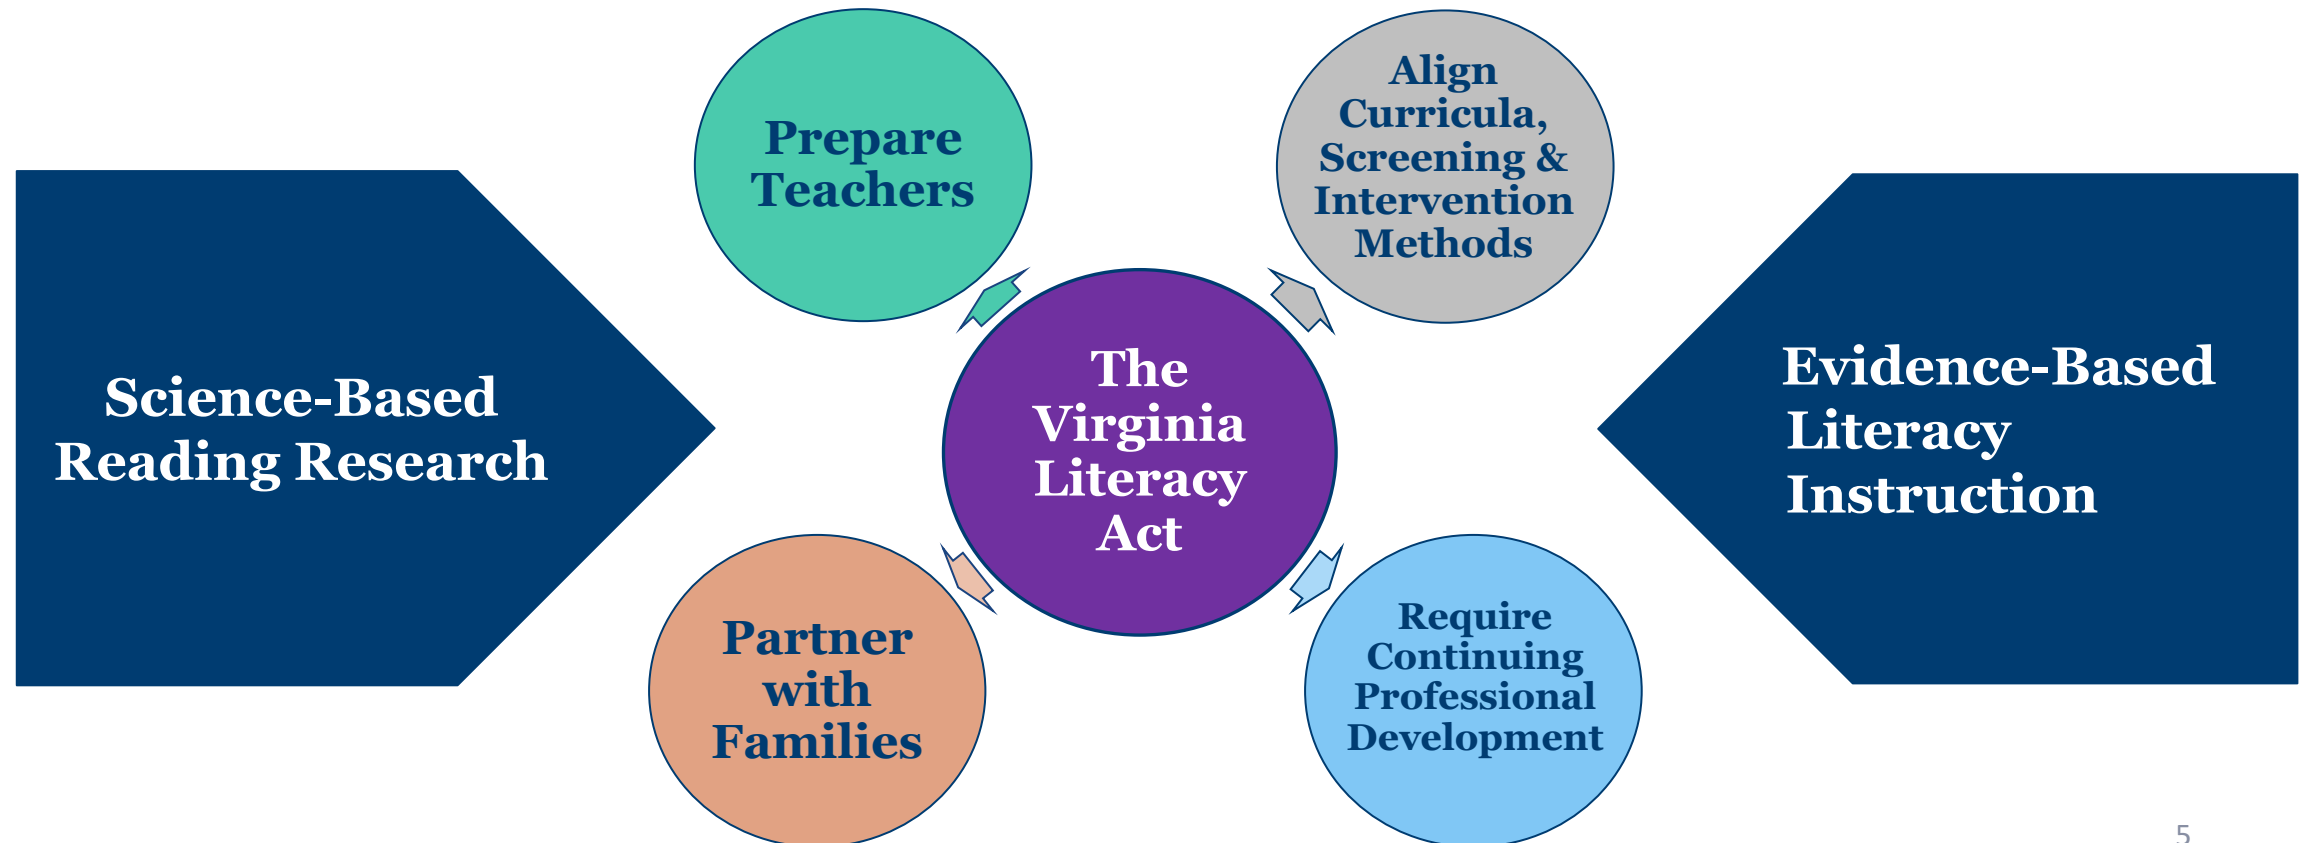 Science-Based
Reading Research
Prepare
Teachers
Align
Curricula,
Screening &
Intervention
Methods
The
Virginia
Literacy
Act
Partner
with
Families
Require
Continuing
Professional
Development
Evidence-Based
Literacy
Instruction
5